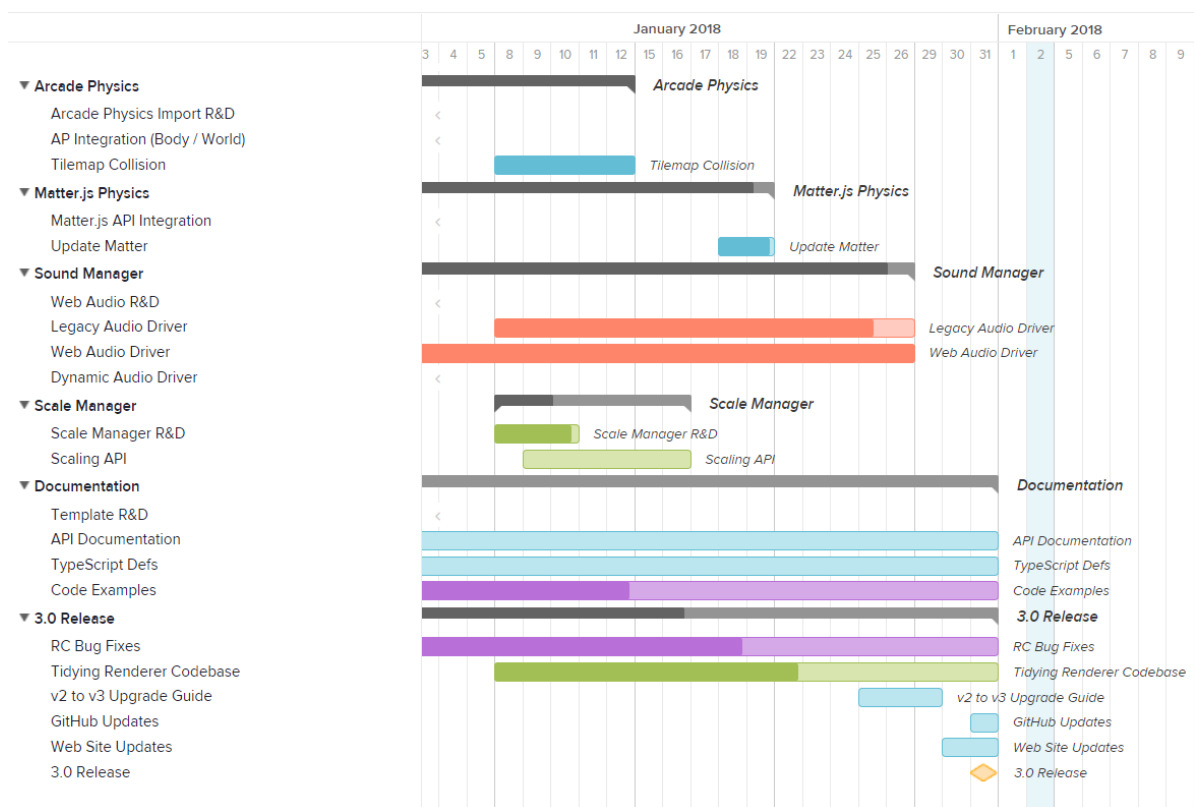 January 2018 February 2018
3 4 5 8 9 10 11 12 15 16 17 18 19 22 23 24 25 26 29 30 31 1 2 5 6 7 8 9
Arcade Physics Arcade Physics
Arcade Physics Import R&D
AP Integration (Body / World)
Tilemap Collision Tilemap Collision
Matter.js Physics Matter.js Physics
Matter.js API Integration
Update Matter Update Matter
Sound Manager Sound Manager
Web Audio R&D
Legacy Audio Driver Legacy Audio Driver
Web Audio Driver Web Audio Driver
Dynamic Audio Driver
Scale Manager Scale Manager
Scale Manager R&D Scale Manager R&D
Scaling API Scaling API
Documentation Documentation
Template R&D
API Documentation API Documentation
TypeScript Defs TypeScript Defs
Code Examples Code Examples
3.0 Release 3.0 Release
RC Bug Fixes RC Bug Fixes
Tidying Renderer Codebase Tidying Renderer Codebase
v2 to v3 Upgrade Guide v2 to v3 Upgrade Guide
GitHub Updates GitHub Updates
Web Site Updates Web Site Updates
3.0 Release 3.0 Release